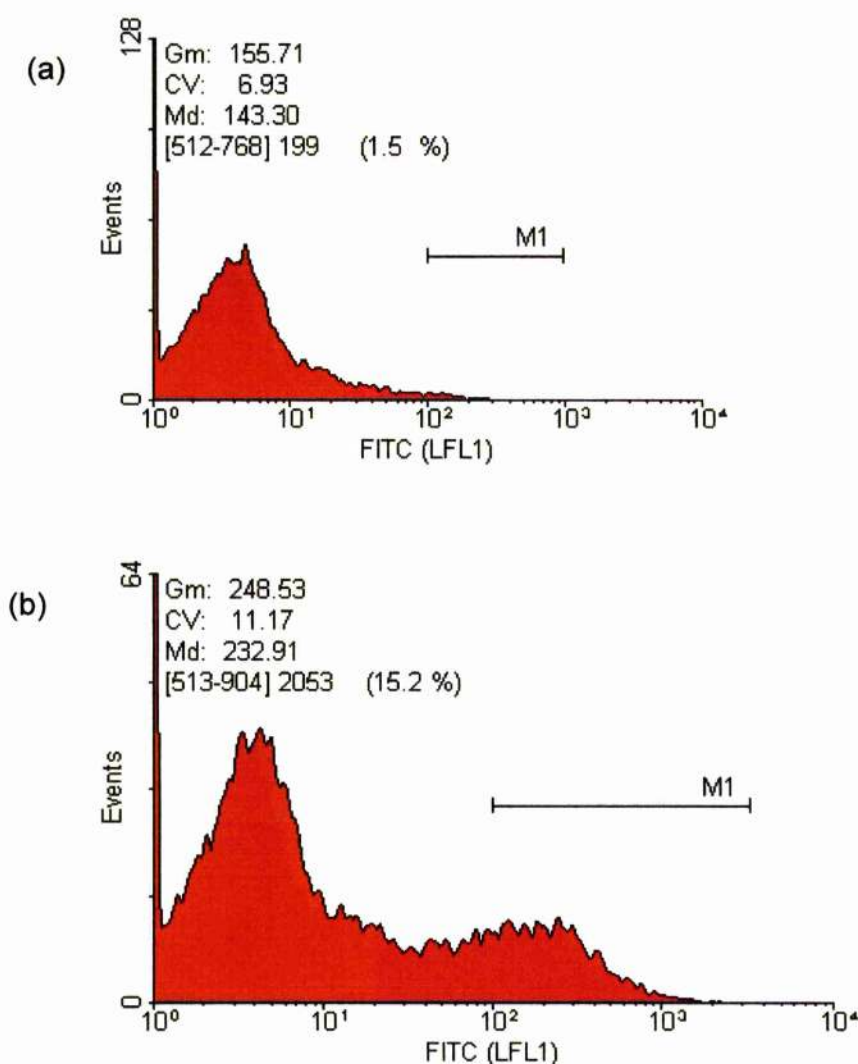 (a)
128
Gm: 155.71
CV: 6.93
Md: 143.30
[512-768] 199 (1.5 %)
M1
Events
0
10⁰ 10¹ 10² 10³ 10⁴
FITC (LFL1)
(b)
64
Gm: 248.53
CV: 11.17
Md: 232.91
[513-904] 2053 (15.2 %)
M1
Events
0
10⁰ 10¹ 10² 10³ 10⁴
FITC (LFL1)